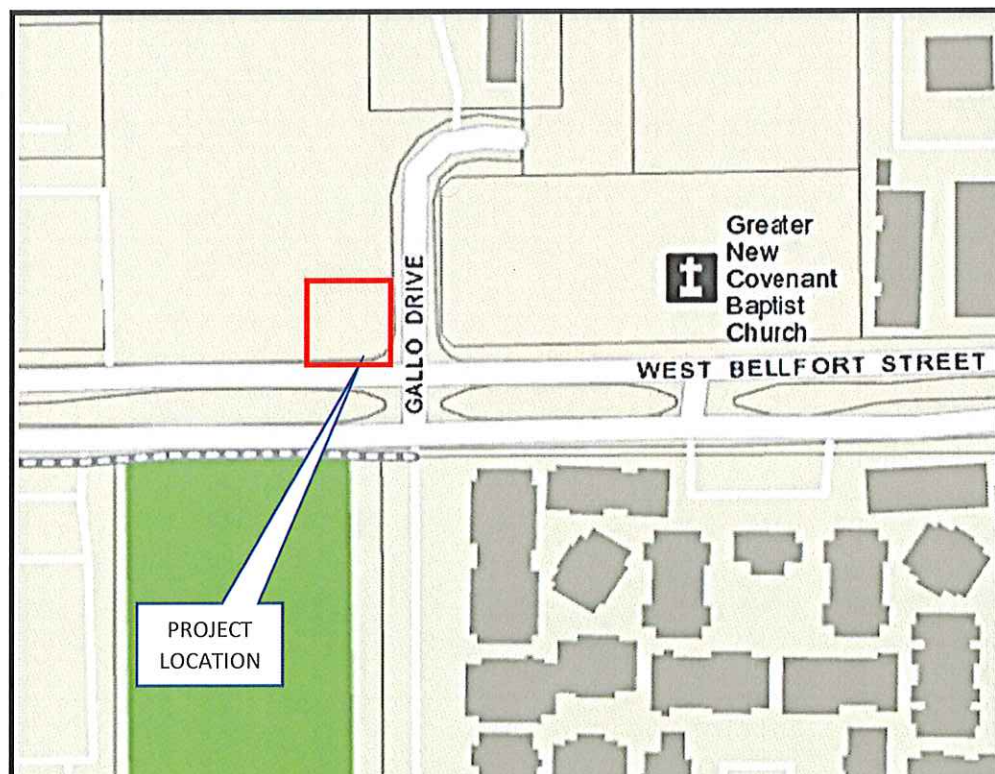 Greater
New
Covenant
Baptist
Church
GALLO DRIVE
WEST BELLFORT STREET
PROJECT
LOCATION